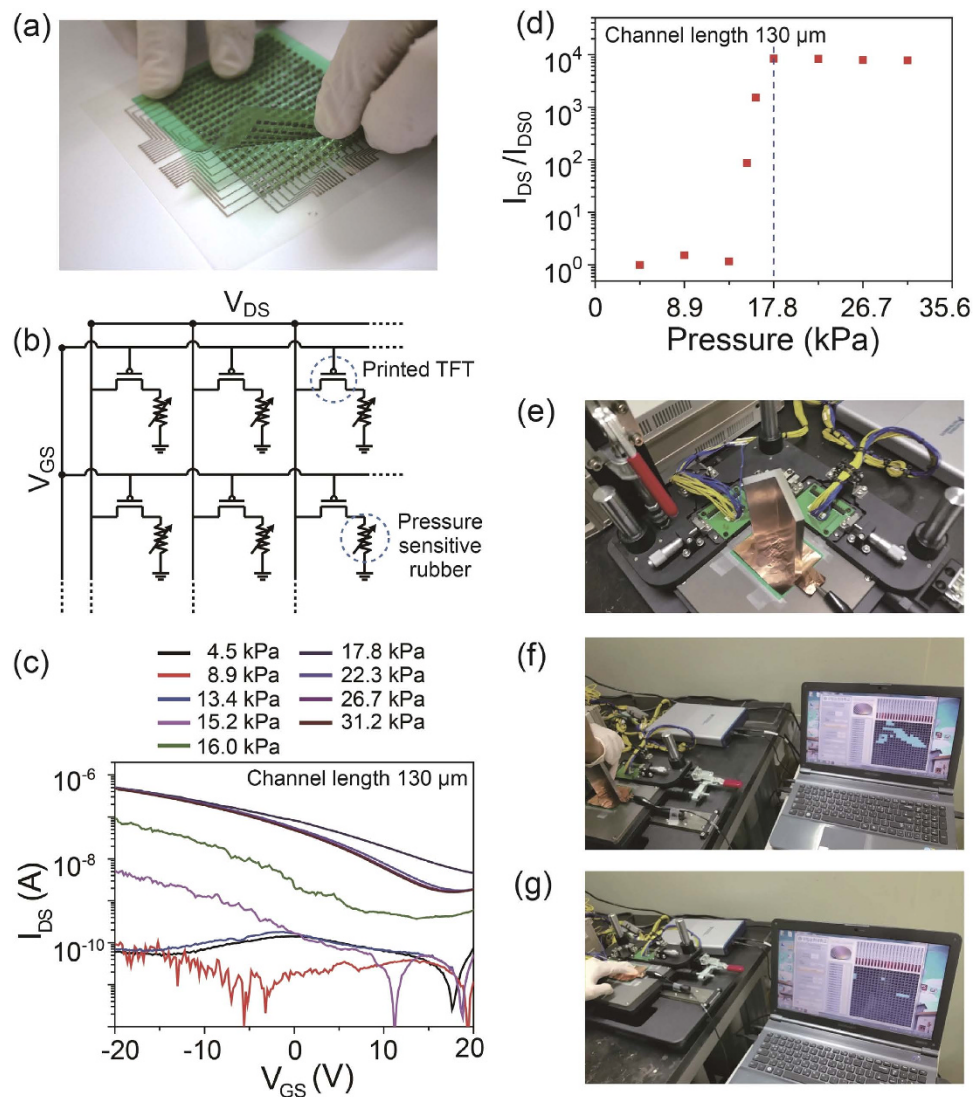 (a)
(b)
V_DS
V_GS
Printed TFT
Pressure
sensitive
rubber
(c)
4.5 kPa
8.9 kPa
13.4 kPa
15.2 kPa
16.0 kPa
17.8 kPa
22.3 kPa
26.7 kPa
31.2 kPa
Channel length 130 µm
10^-6
10^-8
10^-10
I_DS (A)
-20
-10
0
10
20
V_GS (V)
(d)
Channel length 130 µm
10^4
10^3
10^2
10^1
10^0
I_DS/I_DS0
0
8.9
17.8
26.7
35.6
Pressure (kPa)
(e)
(f)
(g)